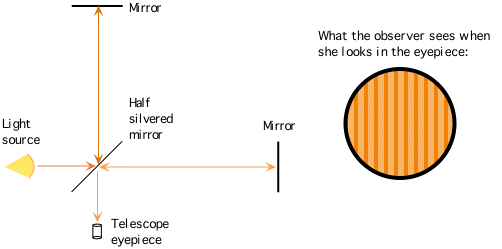 Mirror
What the observer sees when
she looks in the eyepiece:
Half
silvered
mirror
Light
source
Mirror
Telescope
eyepiece